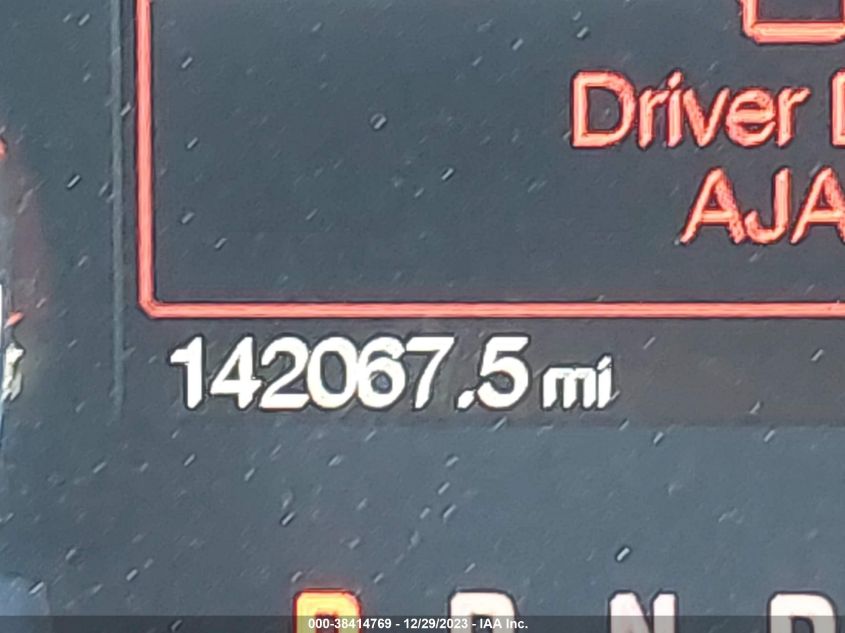 Driver
AJA
142067.5 mi
P R N D
000-38414769 - 12/29/2023 - IAA Inc.